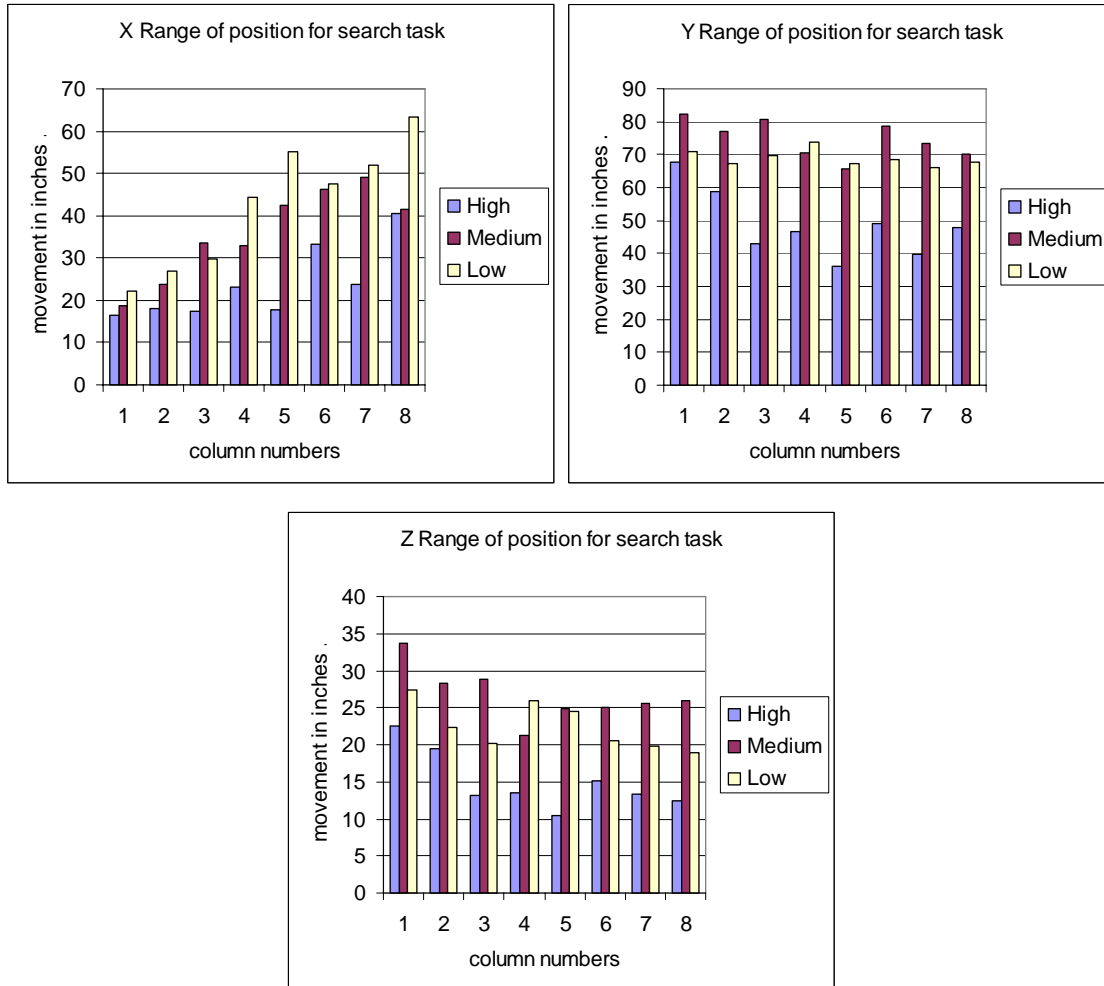 X Range of position for search task
70
60
50
40
30
20
10
0
1 2 3 4 5 6 7 8
column numbers
movement in inches .
High
Medium
Low
Y Range of position for search task
90
80
70
60
50
40
30
20
10
0
1 2 3 4 5 6 7 8
column numbers
movement in inches .
High
Medium
Low
Z Range of position for search task
40
35
30
25
20
15
10
5
0
1 2 3 4 5 6 7 8
column numbers
movement in inches .
High
Medium
Low